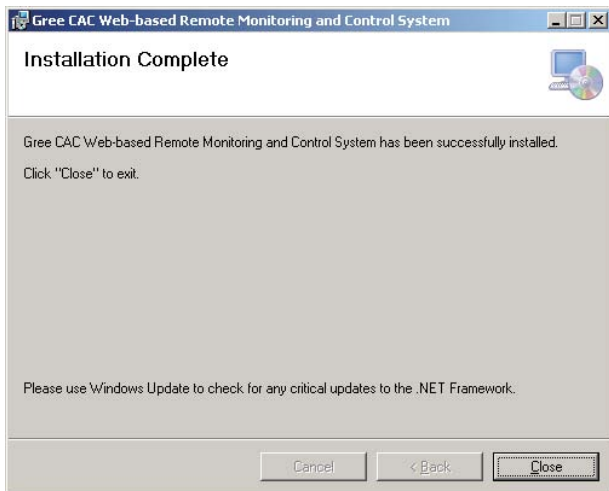 Gree CAC Web-based Remote Monitoring and Control System
Installation Complete
Gree CAC Web-based Remote Monitoring and Control System has been successfully installed.
Click "Close" to exit.
Please use Windows Update to check for any critical updates to the .NET Framework.
Cancel
< Back
Close